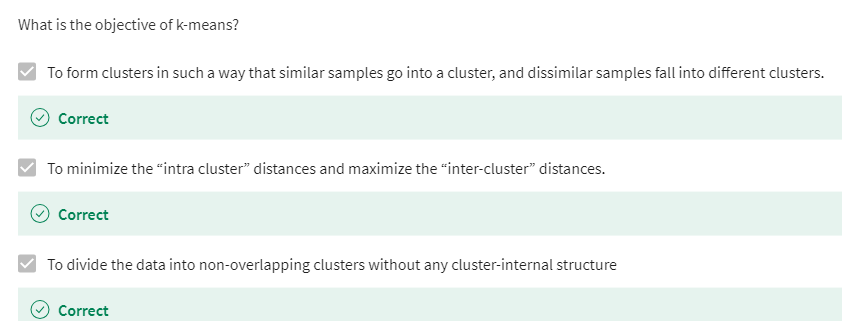 What is the objective of k-means?
To form clusters in such a way that similar samples go into a cluster, and dissimilar samples fall into different clusters.
Correct
To minimize the “intra cluster” distances and maximize the “inter-cluster” distances.
Correct
To divide the data into non-overlapping clusters without any cluster-internal structure
Correct